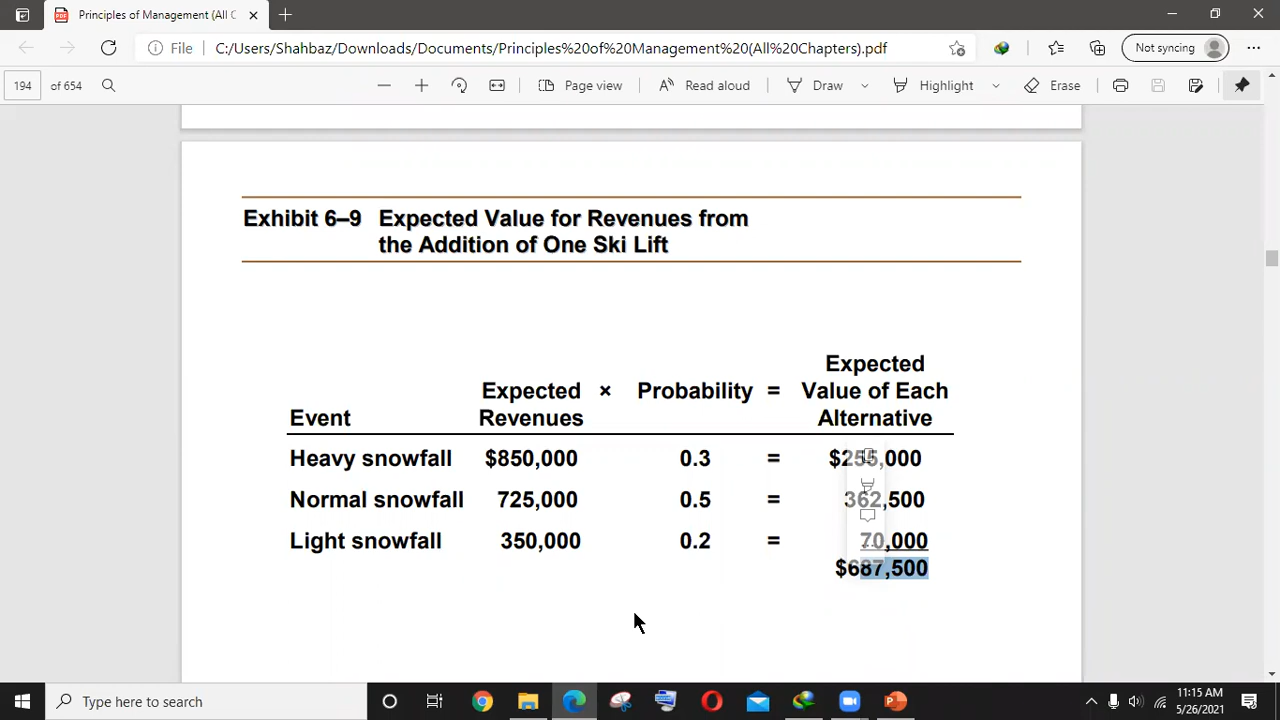 Principles of Management (All C
File C:/Users/Shahbaz/Downloads/Documents/Principles%20of%20Management%20(All%20Chapters).pdf Not syncing
194 of 654 Page view Read aloud Draw Highlight Erase
Exhibit 6–9 Expected Value for Revenues from
the Addition of One Ski Lift
Expected
Expected × Probability = Value of Each
Event Revenues Alternative
Heavy snowfall $850,000 0.3 = $255,000
Normal snowfall 725,000 0.5 = 362,500
Light snowfall 350,000 0.2 = 70,000
$687,500
Type here to search
11:15 AM
5/26/2021